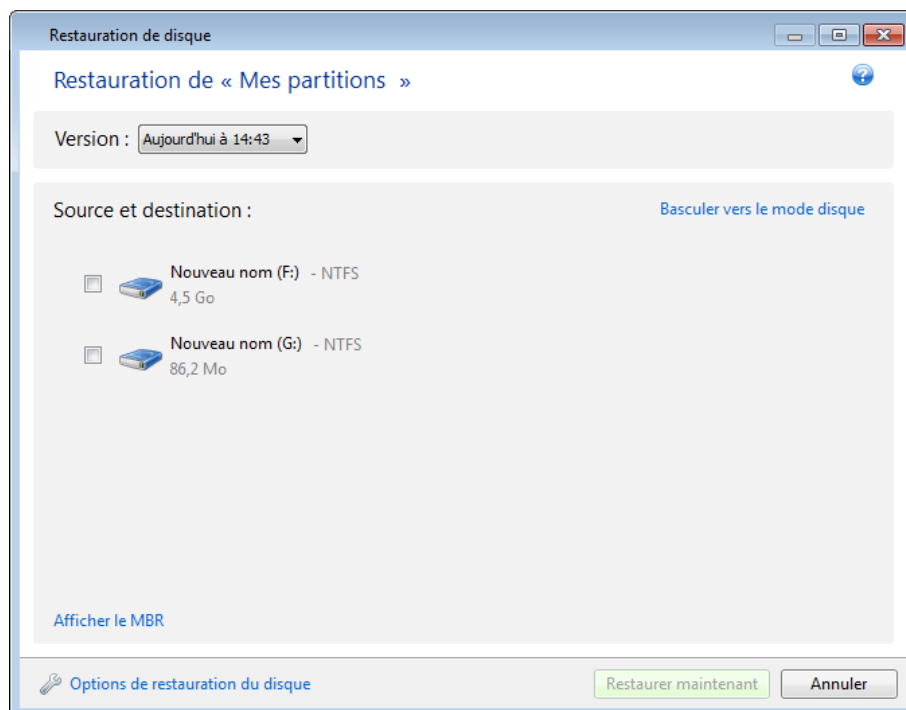 Restauration de disque
Restauration de « Mes partitions  »
Version : Aujourd'hui à 14:43
Source et destination :
Basculer vers le mode disque
Nouveau nom (F:) - NTFS
4,5 Go
Nouveau nom (G:) - NTFS
86,2 Mo
Afficher le MBR
Options de restauration du disque
Restaurer maintenant
Annuler